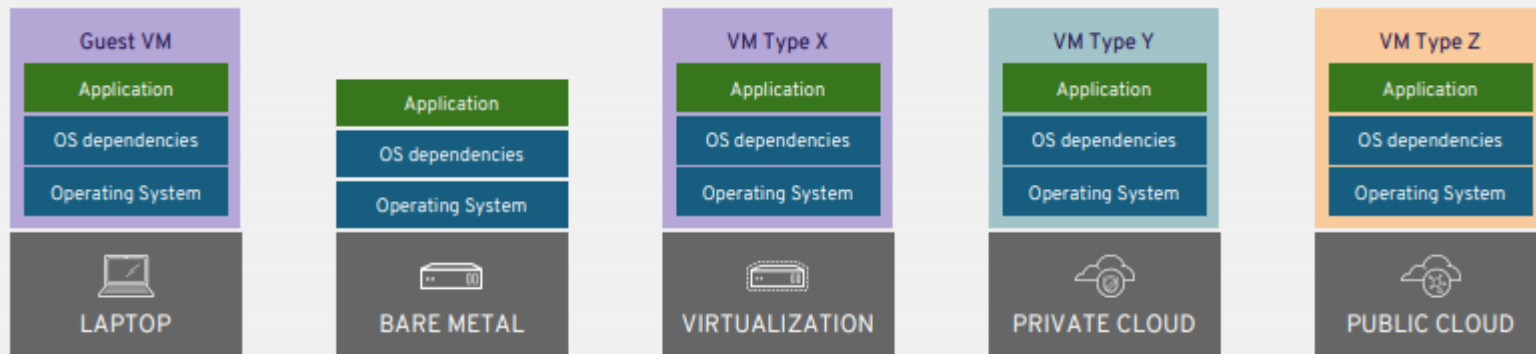 Guest VM
Application
OS dependencies
Operating System
LAPTOP
Application
OS dependencies
Operating System
BARE METAL
VM Type X
Application
OS dependencies
Operating System
VIRTUALIZATION
VM Type Y
Application
OS dependencies
Operating System
PRIVATE CLOUD
VM Type Z
Application
OS dependencies
Operating System
PUBLIC CLOUD